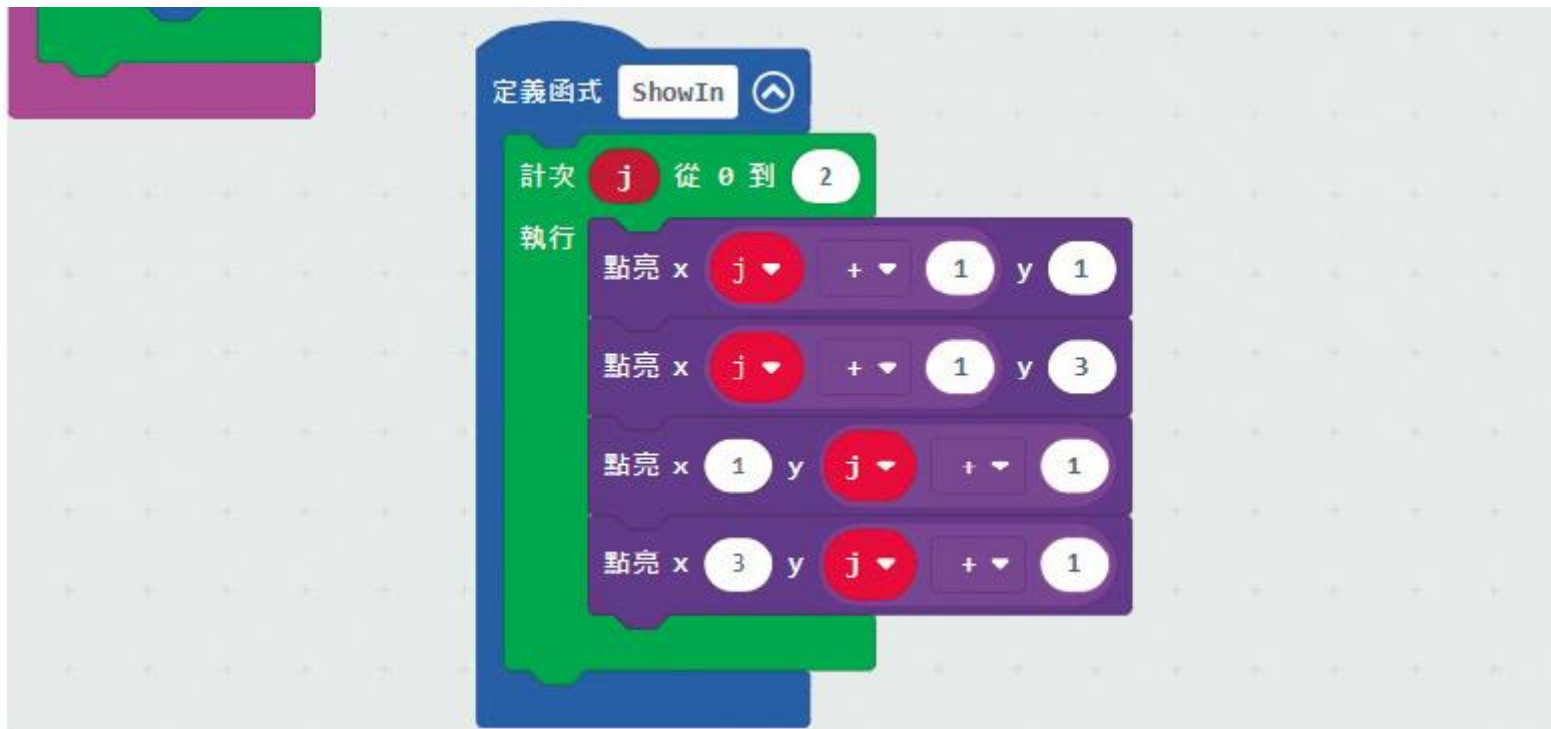 定義函式 ShowIn
計次 j 從 0 到 2
執行
點亮 x j + 1 y 1
點亮 x j + 1 y 3
點亮 x 1 y j + 1
點亮 x 3 y j + 1